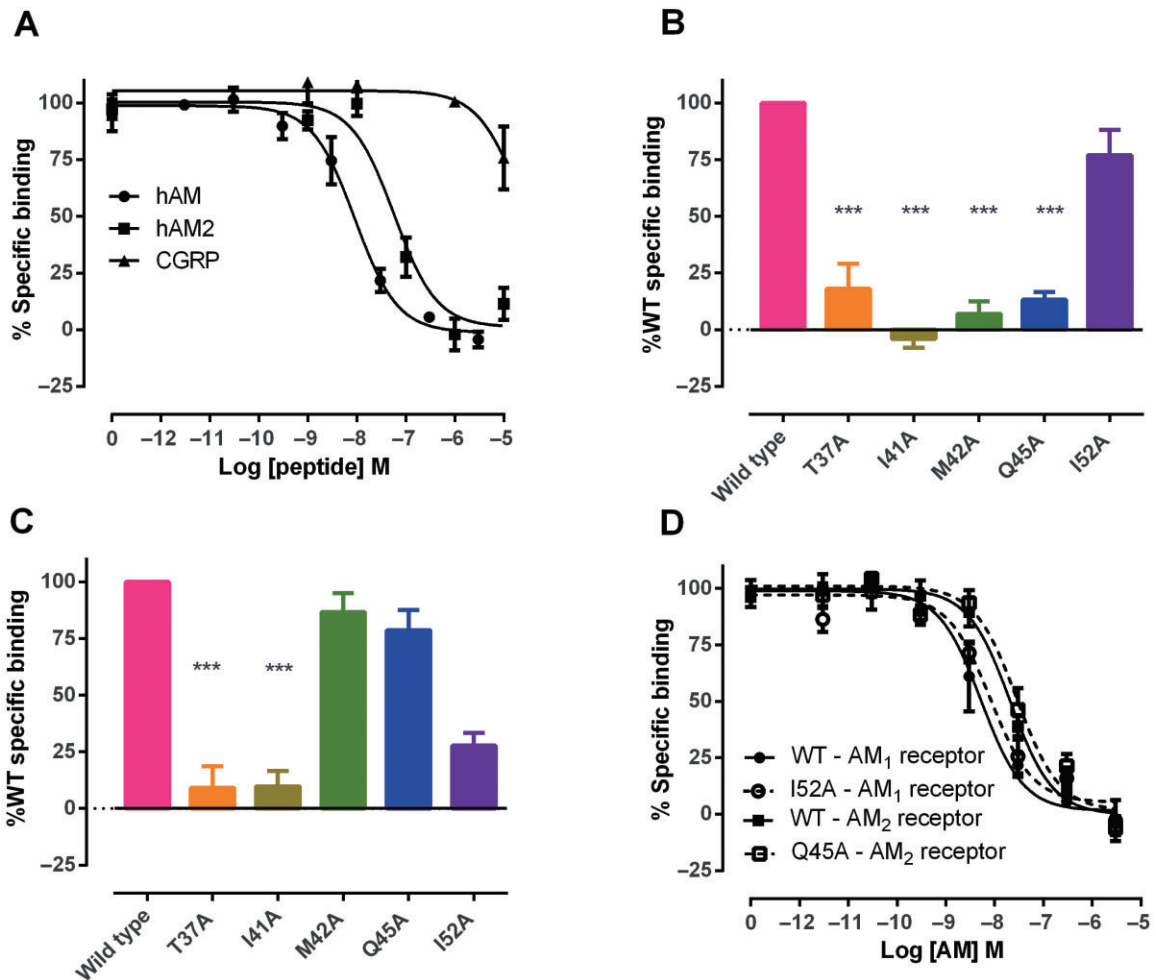 A
% Specific binding
100
75
50
25
0
−25
hAM
hAM2
CGRP
0 −12 −11 −10 −9 −8 −7 −6 −5
Log [peptide] M
B
%WT specific binding
100
75
50
25
0
−25
*** *** *** ***
Wild type T37A I41A M42A Q45A I52A
C
%WT specific binding
100
75
50
25
0
−25
*** ***
Wild type T37A I41A M42A Q45A I52A
D
% Specific binding
100
75
50
25
0
−25
WT - AM₁ receptor
I52A - AM₁ receptor
WT - AM₂ receptor
Q45A - AM₂ receptor
0 −12 −11 −10 −9 −8 −7 −6 −5
Log [AM] M